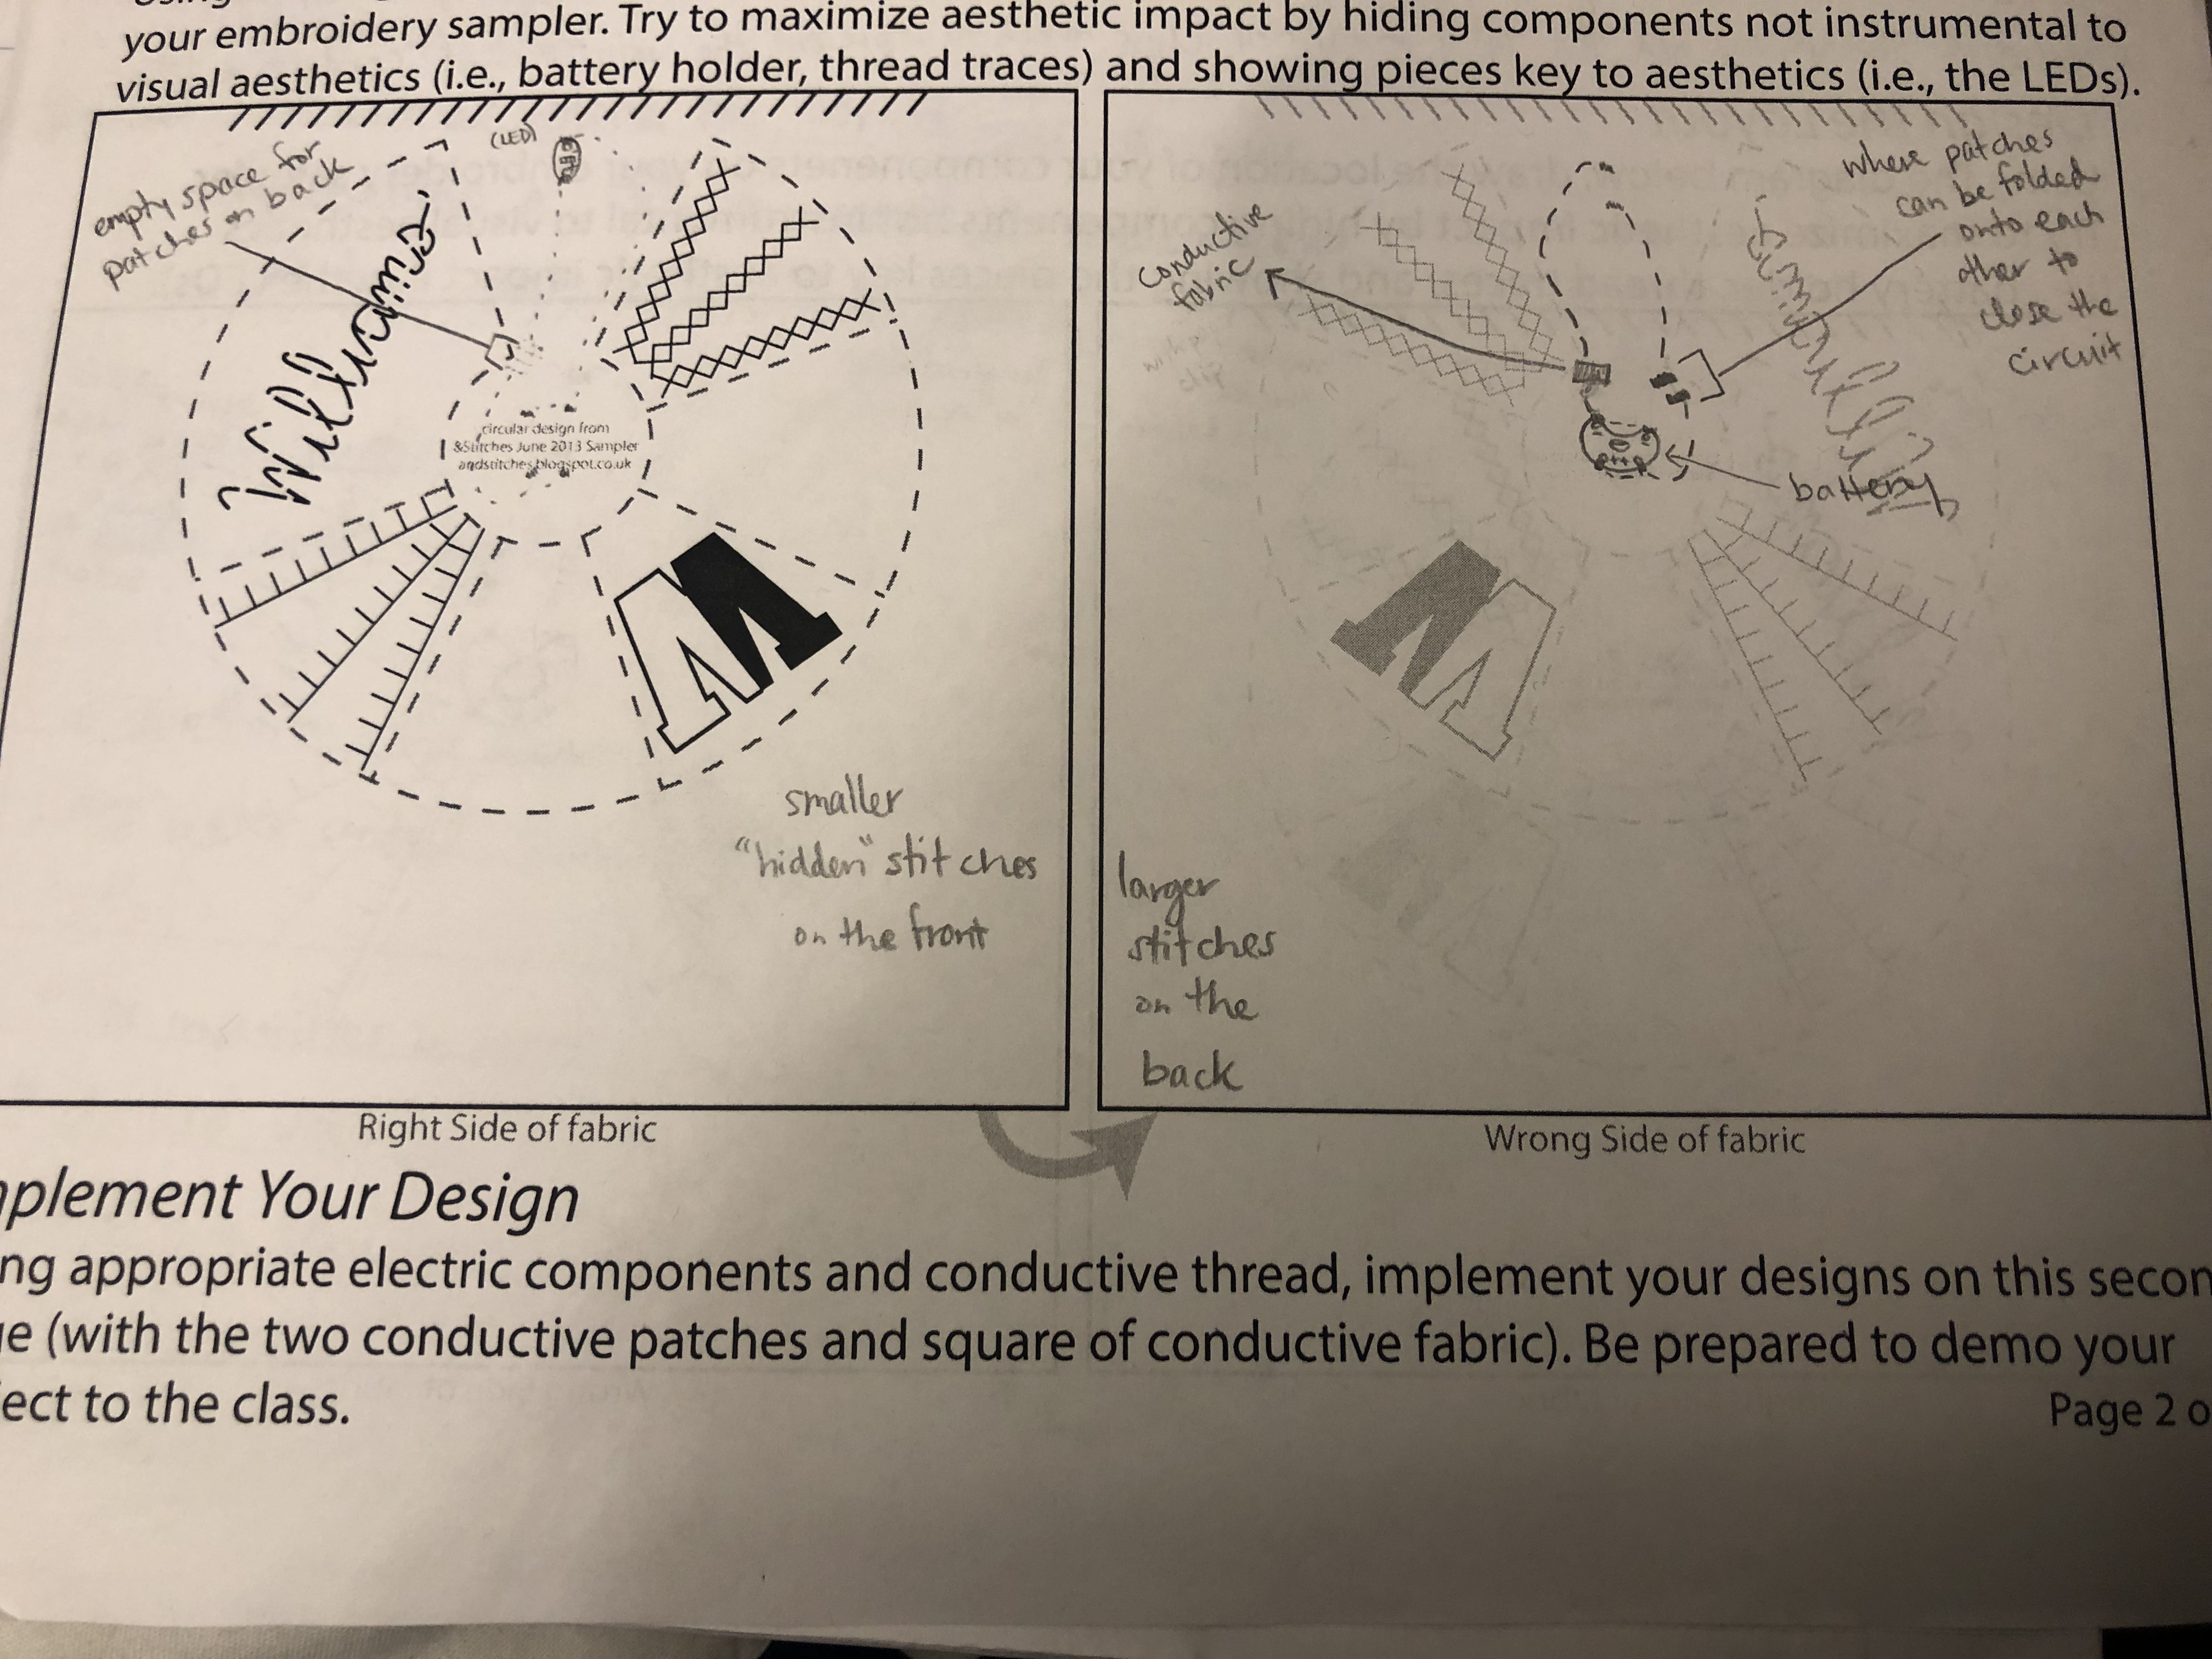 your embroidery sampler. Try to maximize aesthetic impact by hiding components not instrumental to
visual aesthetics (i.e., battery holder, thread traces) and showing pieces key to aesthetics (i.e., the LEDs).
empty space for
patches on back
(LED)
Williams
circular design from
&Stitches June 2013 Sampler
andstitches.blogspot.co.uk
W
smaller
"hidden" stitches
on the front
Right Side of fabric
conductive
fabric
where patches
can be folded
onto each
other to
close the
circuit
battery
larger
stitches
on the
back
W
Wrong Side of fabric
plement Your Design
ng appropriate electric components and conductive thread, implement your designs on this secon
e (with the two conductive patches and square of conductive fabric). Be prepared to demo your
ect to the class.
Page 2 o